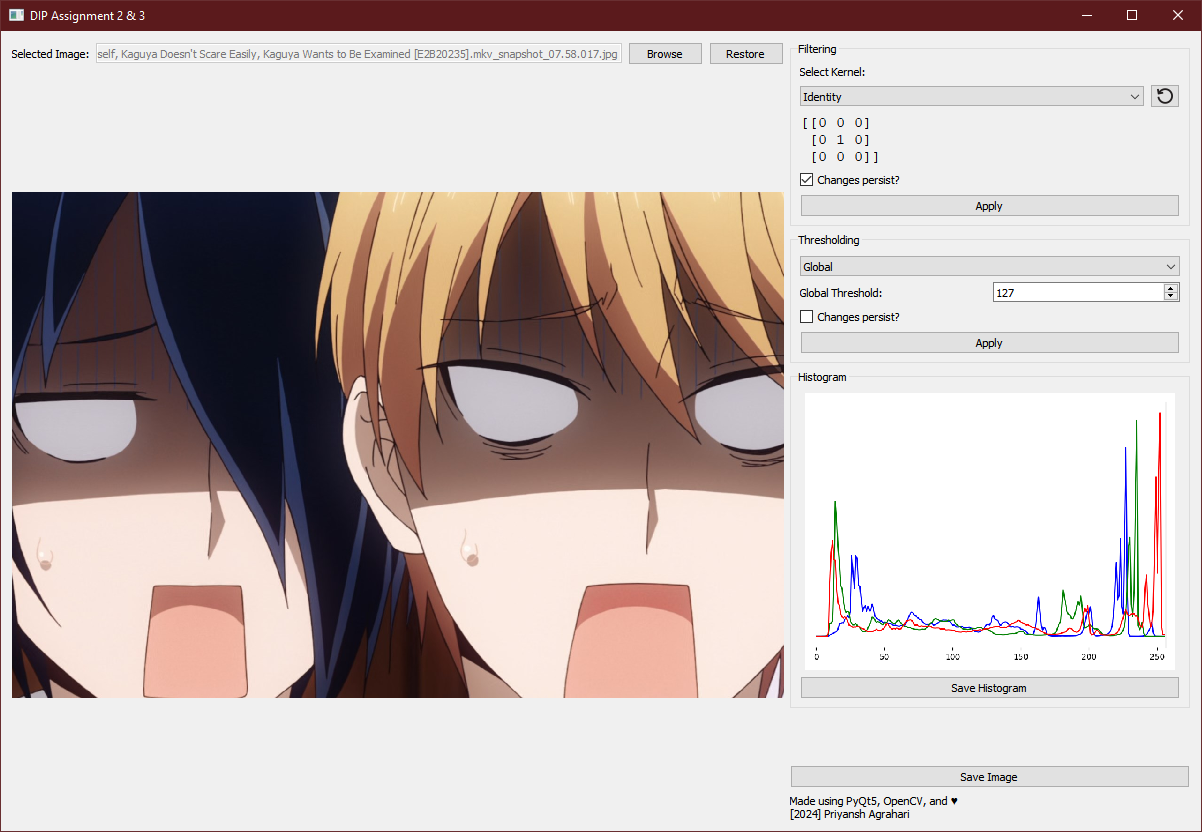 DIP Assignment 2 & 3
Selected Image: self, Kaguya Doesn't Scare Easily, Kaguya Wants to Be Examined [E2B20235].mkv_snapshot_07.58.017.jpg Browse Restore
Filtering
Select Kernel:
Identity
[[0 0 0]
[0 1 0]
[0 0 0]]
Changes persist?
Apply
Thresholding
Global
Global Threshold: 127
Changes persist?
Apply
Histogram
0 50 100 150 200 250
Save Histogram
Save Image
Made using PyQt5, OpenCV, and ♥
[2024] Priyansh Agrahari